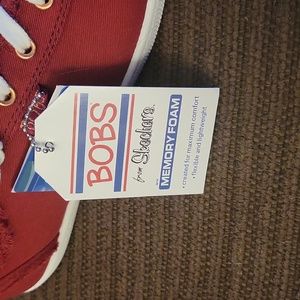 BOBS
from Skechers
MEMORY FOAM
• created for maximum comfort
• flexible and lightweight